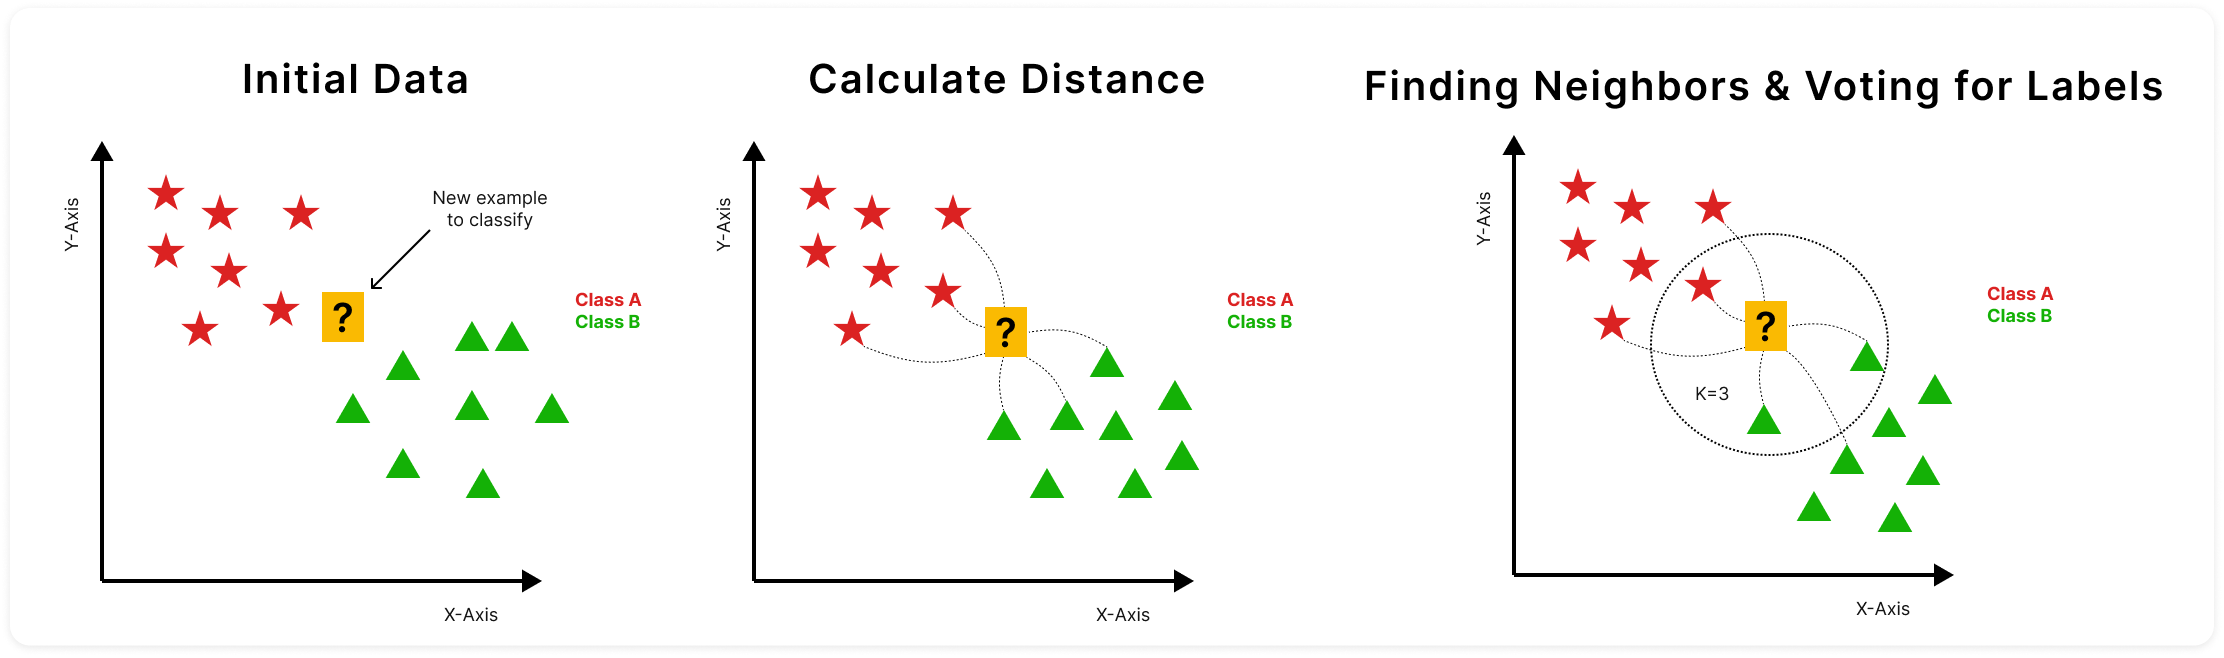 Initial Data
Y-Axis
New example
to classify
?
Class A
Class B
X-Axis
Calculate Distance
Y-Axis
?
Class A
Class B
X-Axis
Finding Neighbors & Voting for Labels
Y-Axis
?
K=3
Class A
Class B
X-Axis